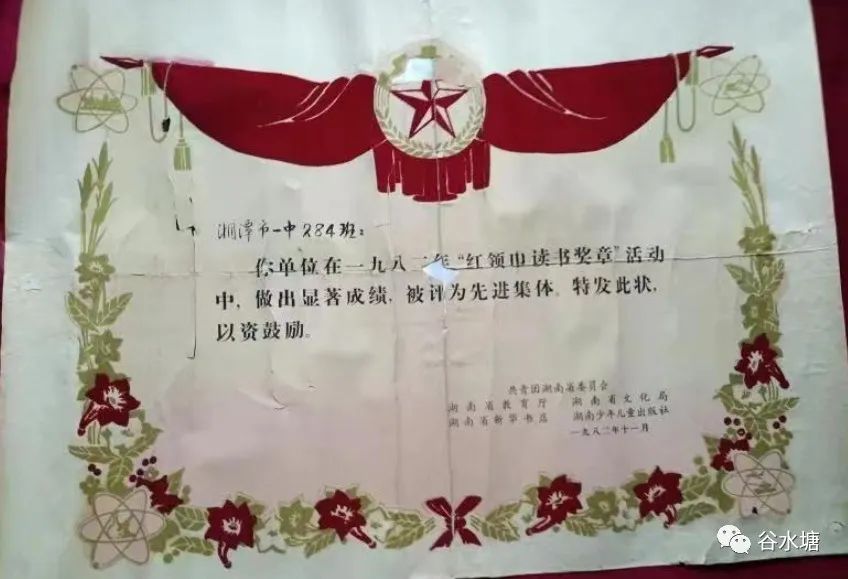 湘潭市一中284班：
你单位在一九八二年“红领巾读书奖章”活动
中，做出显著成绩，被评为先进集体。特发此状，
以资鼓励。
共青团湖南省委员会
湖南省教育厅 湖南省文化局
湖南省新华书店 湖南少年儿童出版社
一九八二年十一月
谷水塘